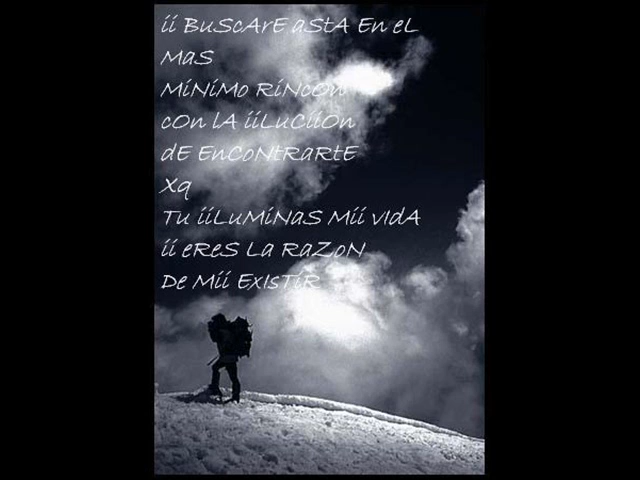 ii BuScArE aStA En eL
MaS
MiNiMo RiNcOn
cOn lA iiLuCiiOn
dE EnCoNtRaRtE
Xq
Tu iiLuMiNaS Mii vIdA
ii eReS La RaZoN
De Mii ExIsTiR